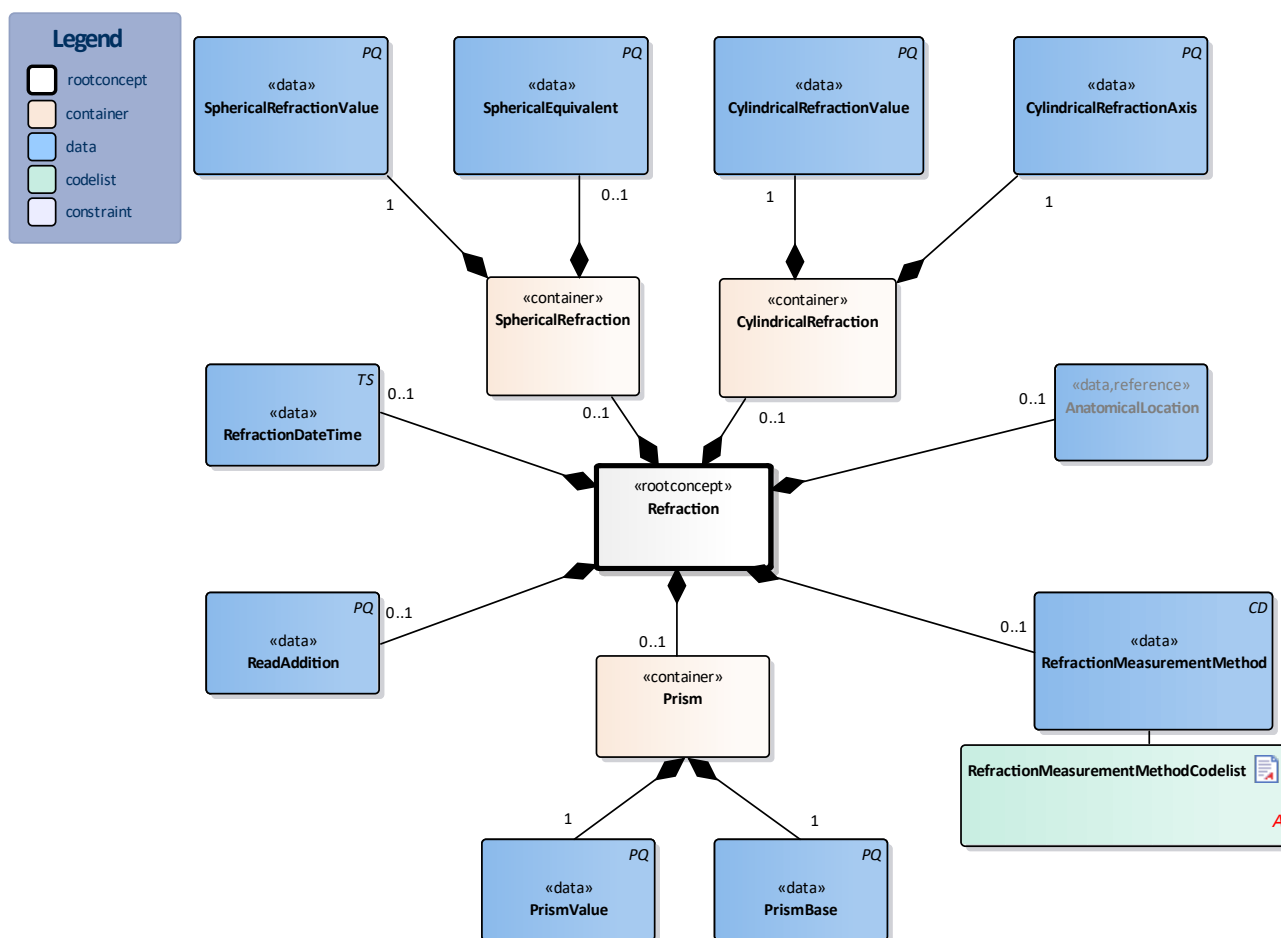 Legend
rootconcept
container
data
codelist
constraint
PQ
«data»
SphericalRefractionValue
PQ
«data»
SphericalEquivalent
PQ
«data»
CylindricalRefractionValue
PQ
«data»
CylindricalRefractionAxis
1
0..1
1
1
«container»
SphericalRefraction
«container»
CylindricalRefraction
0..1
0..1
TS
«data»
RefractionDateTime
0..1
«data,reference»
AnatomicalLocation
0..1
«rootconcept»
Refraction
PQ
«data»
ReadAddition
0..1
0..1
«container»
Prism
CD
«data»
RefractionMeasurementMethod
0..1
RefractionMeasurementMethodCodelist
A
1
1
PQ
«data»
PrismValue
PQ
«data»
PrismBase